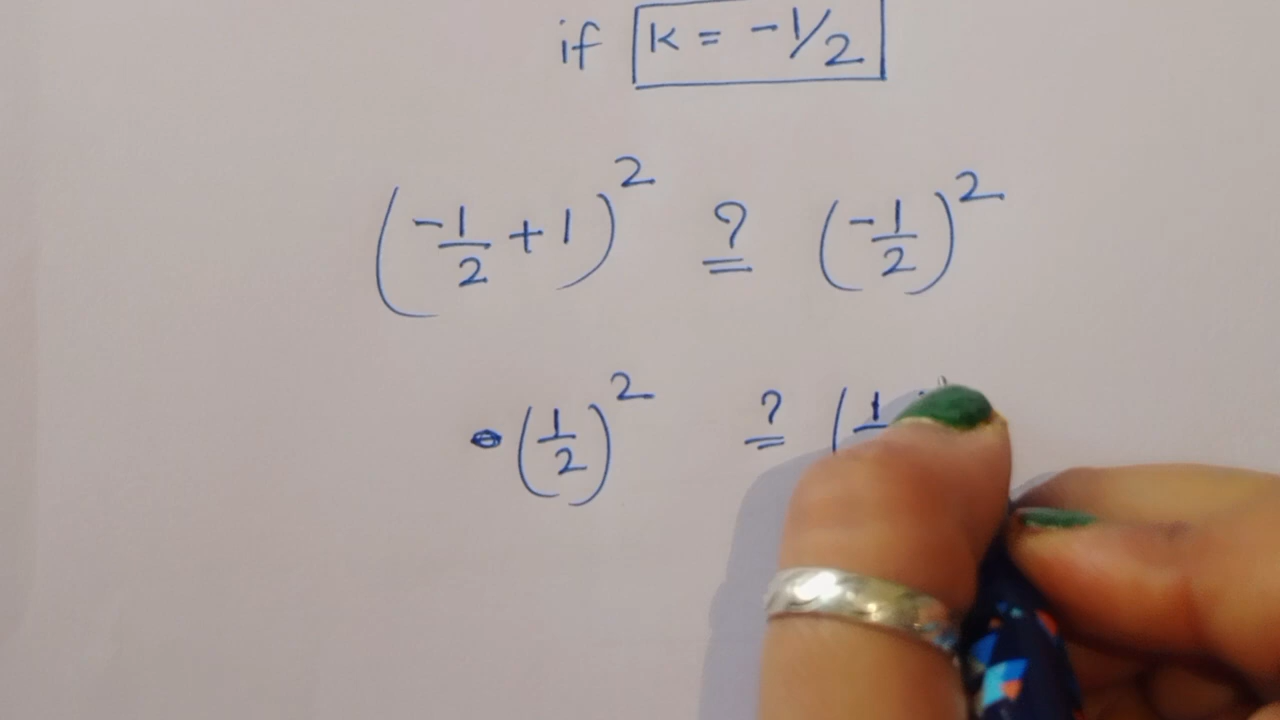 if k = -1/2
(-1/2 + 1)^2 ?= (-1/2)^2
(1/2)^2 ?= (1